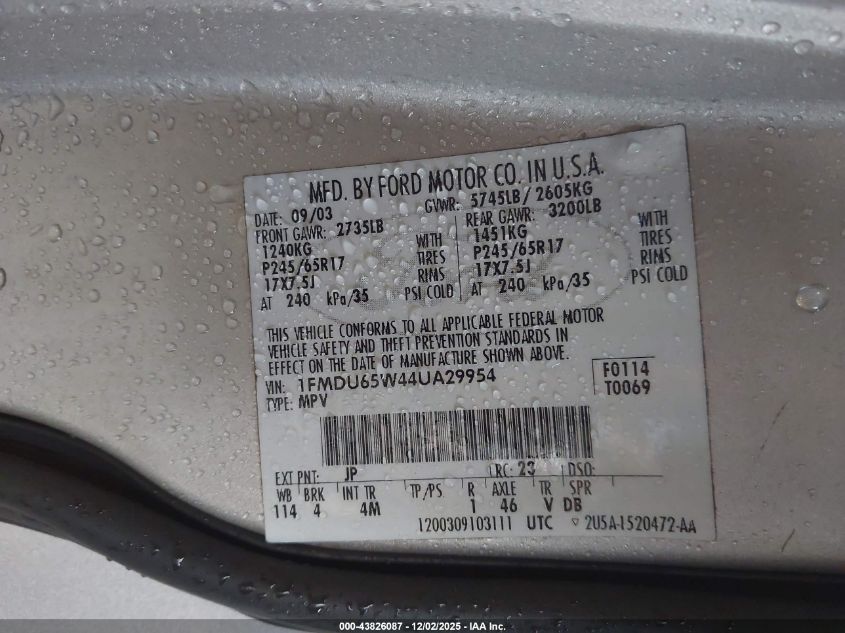 MFD. BY FORD MOTOR CO. IN U.S.A.
DATE: 09/03 GVWR: 5745LB/ 2605KG
FRONT GAWR: 2735LB REAR GAWR: 3200LB
1240KG WITH 1451KG WITH
P245/65R17 TIRES P245/65R17 TIRES
17X7.5J RIMS 17X7.5J RIMS
AT 240 kPa/35 PSI COLD AT 240 kPa/35 PSI COLD
THIS VEHICLE CONFORMS TO ALL APPLICABLE FEDERAL MOTOR
VEHICLE SAFETY AND THEFT PREVENTION STANDARDS IN
EFFECT ON THE DATE OF MANUFACTURE SHOWN ABOVE.
VIN: 1FMDU65W44UA29954 F0114
TYPE: MPV T0069
EXT PNT: JP RC: 23 DSO:
WB BRK INT TR TP/PS R AXLE TR SPR
114 4 4M 1 46 V DB
1200309103111 UTC 2U5A-1520472-AA
000-43826087 - 12/02/2025 - IAA Inc.